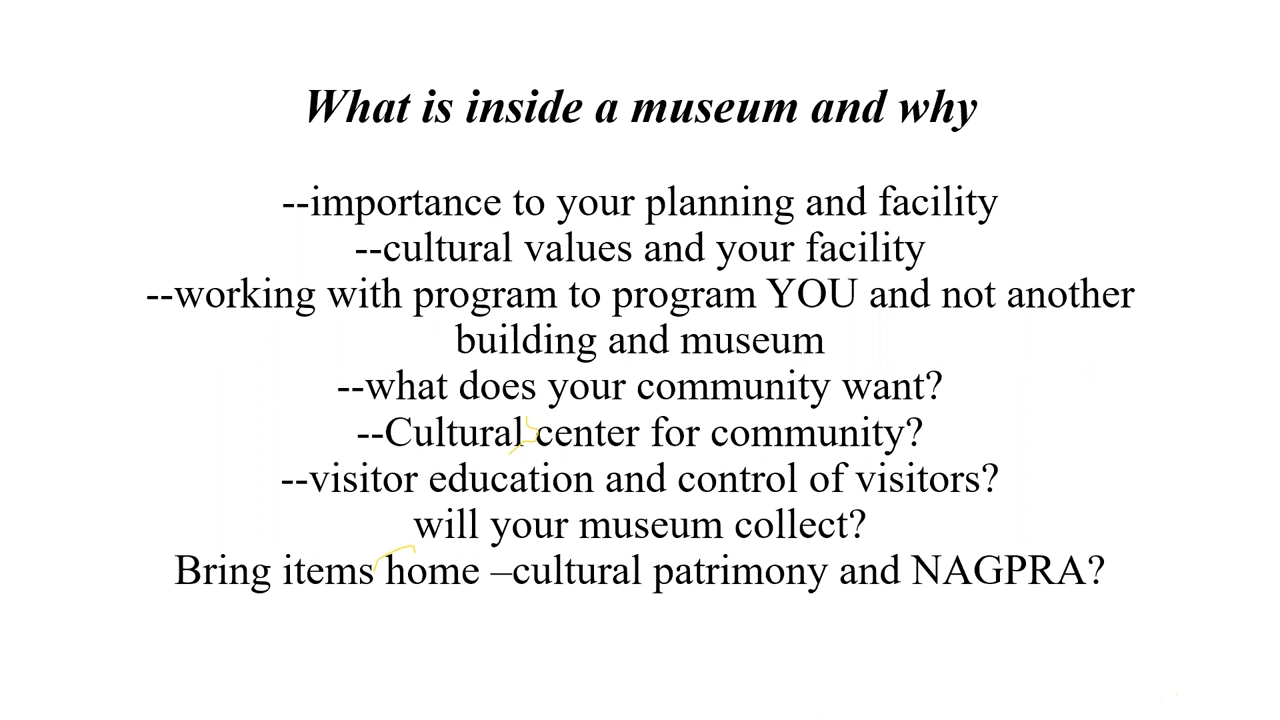 What is inside a museum and why
--importance to your planning and facility
--cultural values and your facility
--working with program to program YOU and not another
building and museum
--what does your community want?
--Cultural center for community?
--visitor education and control of visitors?
will your museum collect?
Bring items home –cultural patrimony and NAGPRA?